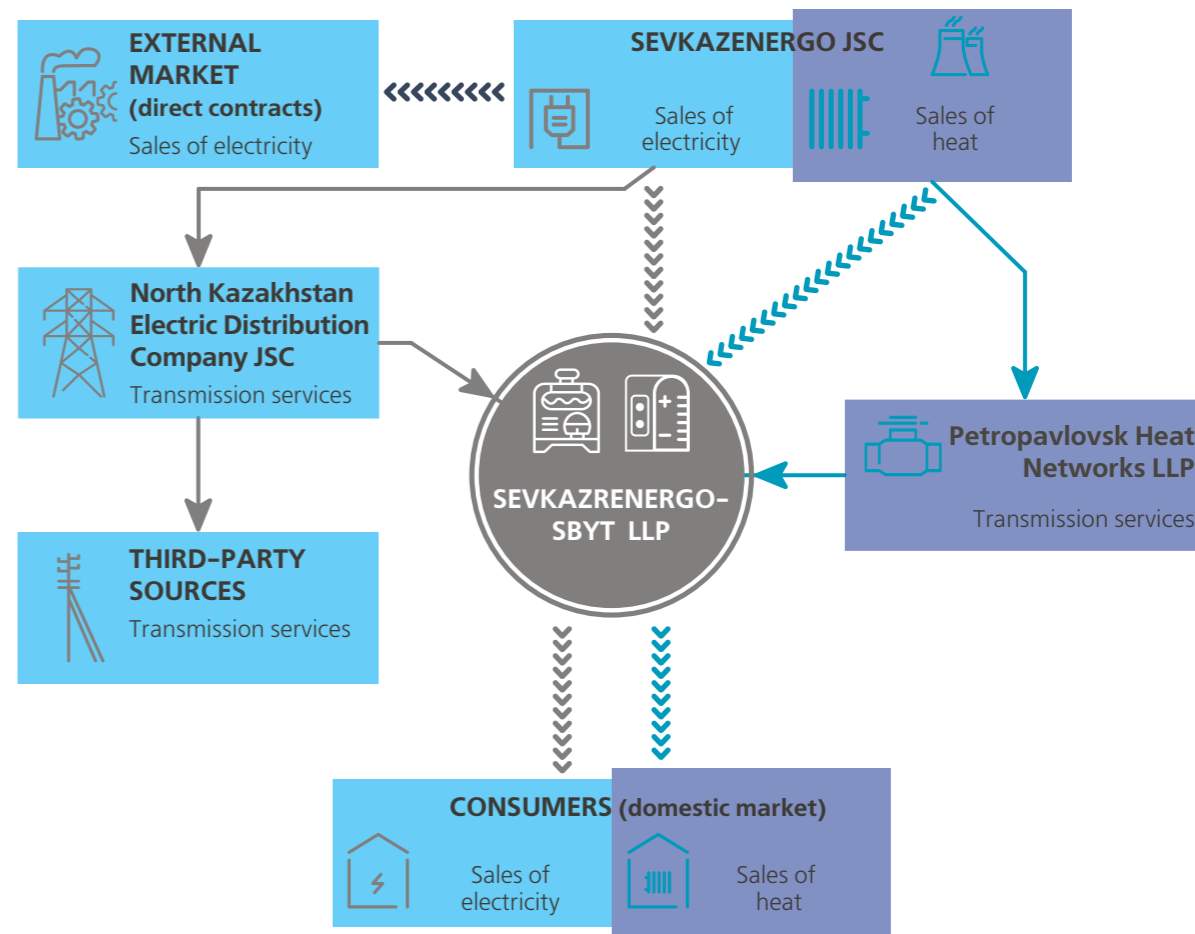 EXTERNAL
MARKET
(direct contracts)
Sales of electricity
SEVKAZENERGO JSC
Sales of
electricity
Sales of
heat
North Kazakhstan
Electric Distribution
Company JSC
Transmission services
SEVKAZRENERGO-
SBYT LLP
Petropavlovsk Heat
Networks LLP
Transmission services
THIRD-PARTY
SOURCES
Transmission services
CONSUMERS (domestic market)
Sales of
electricity
Sales of
heat